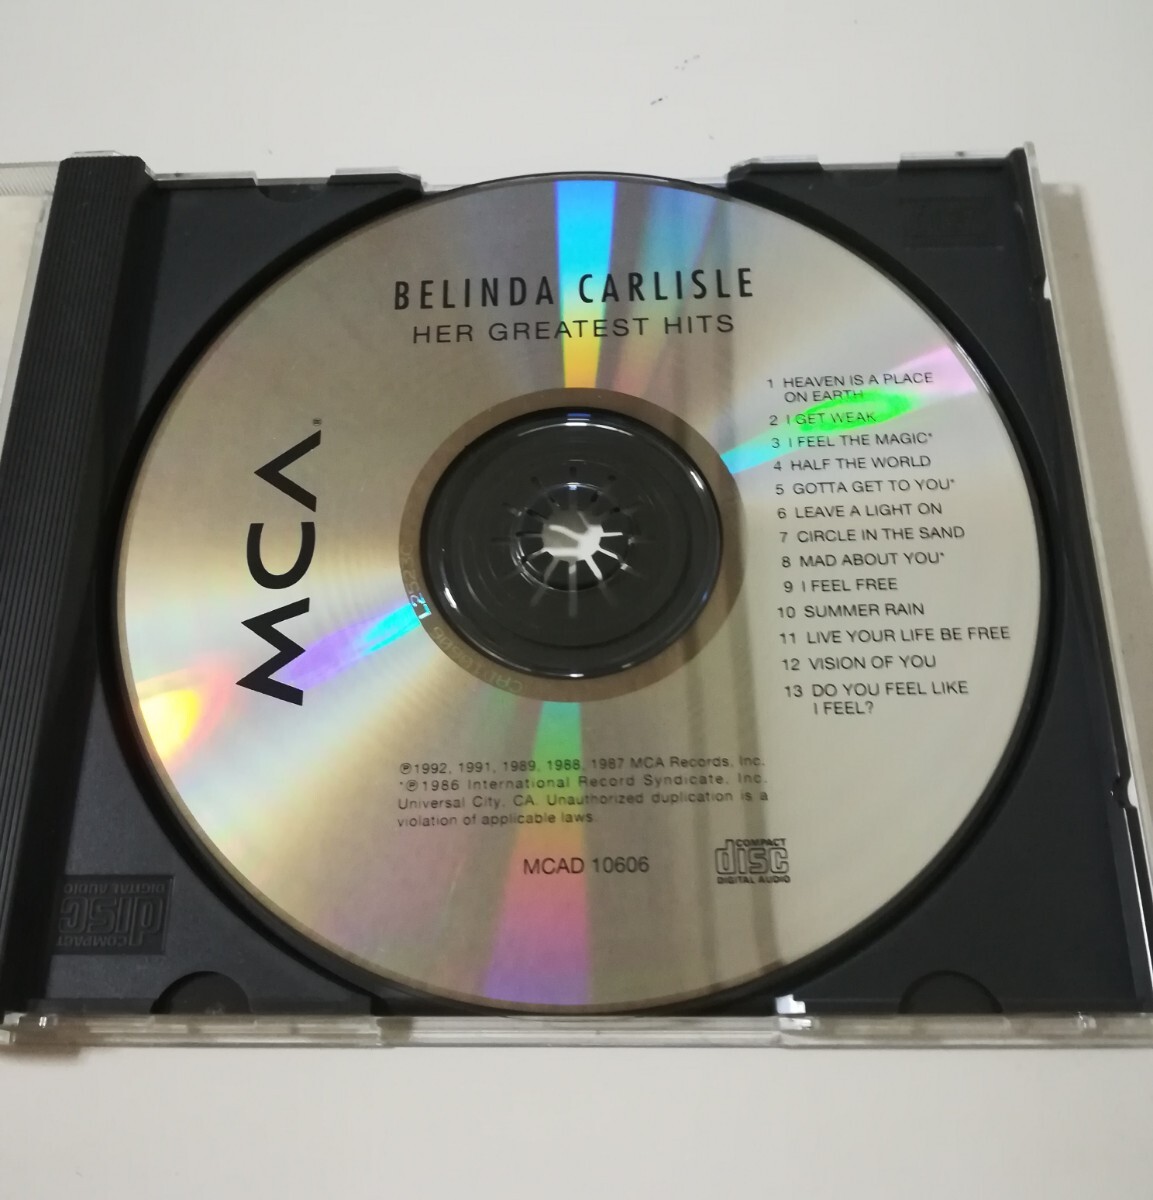 BELINDA CARLISLE
HER GREATEST HITS
MCA
1 HEAVEN IS A PLACE
ON EARTH
2 I GET WEAK
3 I FEEL THE MAGIC*
4 HALF THE WORLD
5 GOTTA GET TO YOU*
6 LEAVE A LIGHT ON
7 CIRCLE IN THE SAND
8 MAD ABOUT YOU*
9 I FEEL FREE
10 SUMMER RAIN
11 LIVE YOUR LIFE BE FREE
12 VISION OF YOU
13 DO YOU FEEL LIKE
I FEEL?
℗1992, 1991, 1989, 1988, 1987 MCA Records, Inc.
*℗1986 International Record Syndicate, Inc.
Universal City, CA. Unauthorized duplication is a
violation of applicable laws.
MCAD 10606
COMPACT
disc
DIGITAL AUDIO
COMPACT
disc
DIGITAL AUDIO